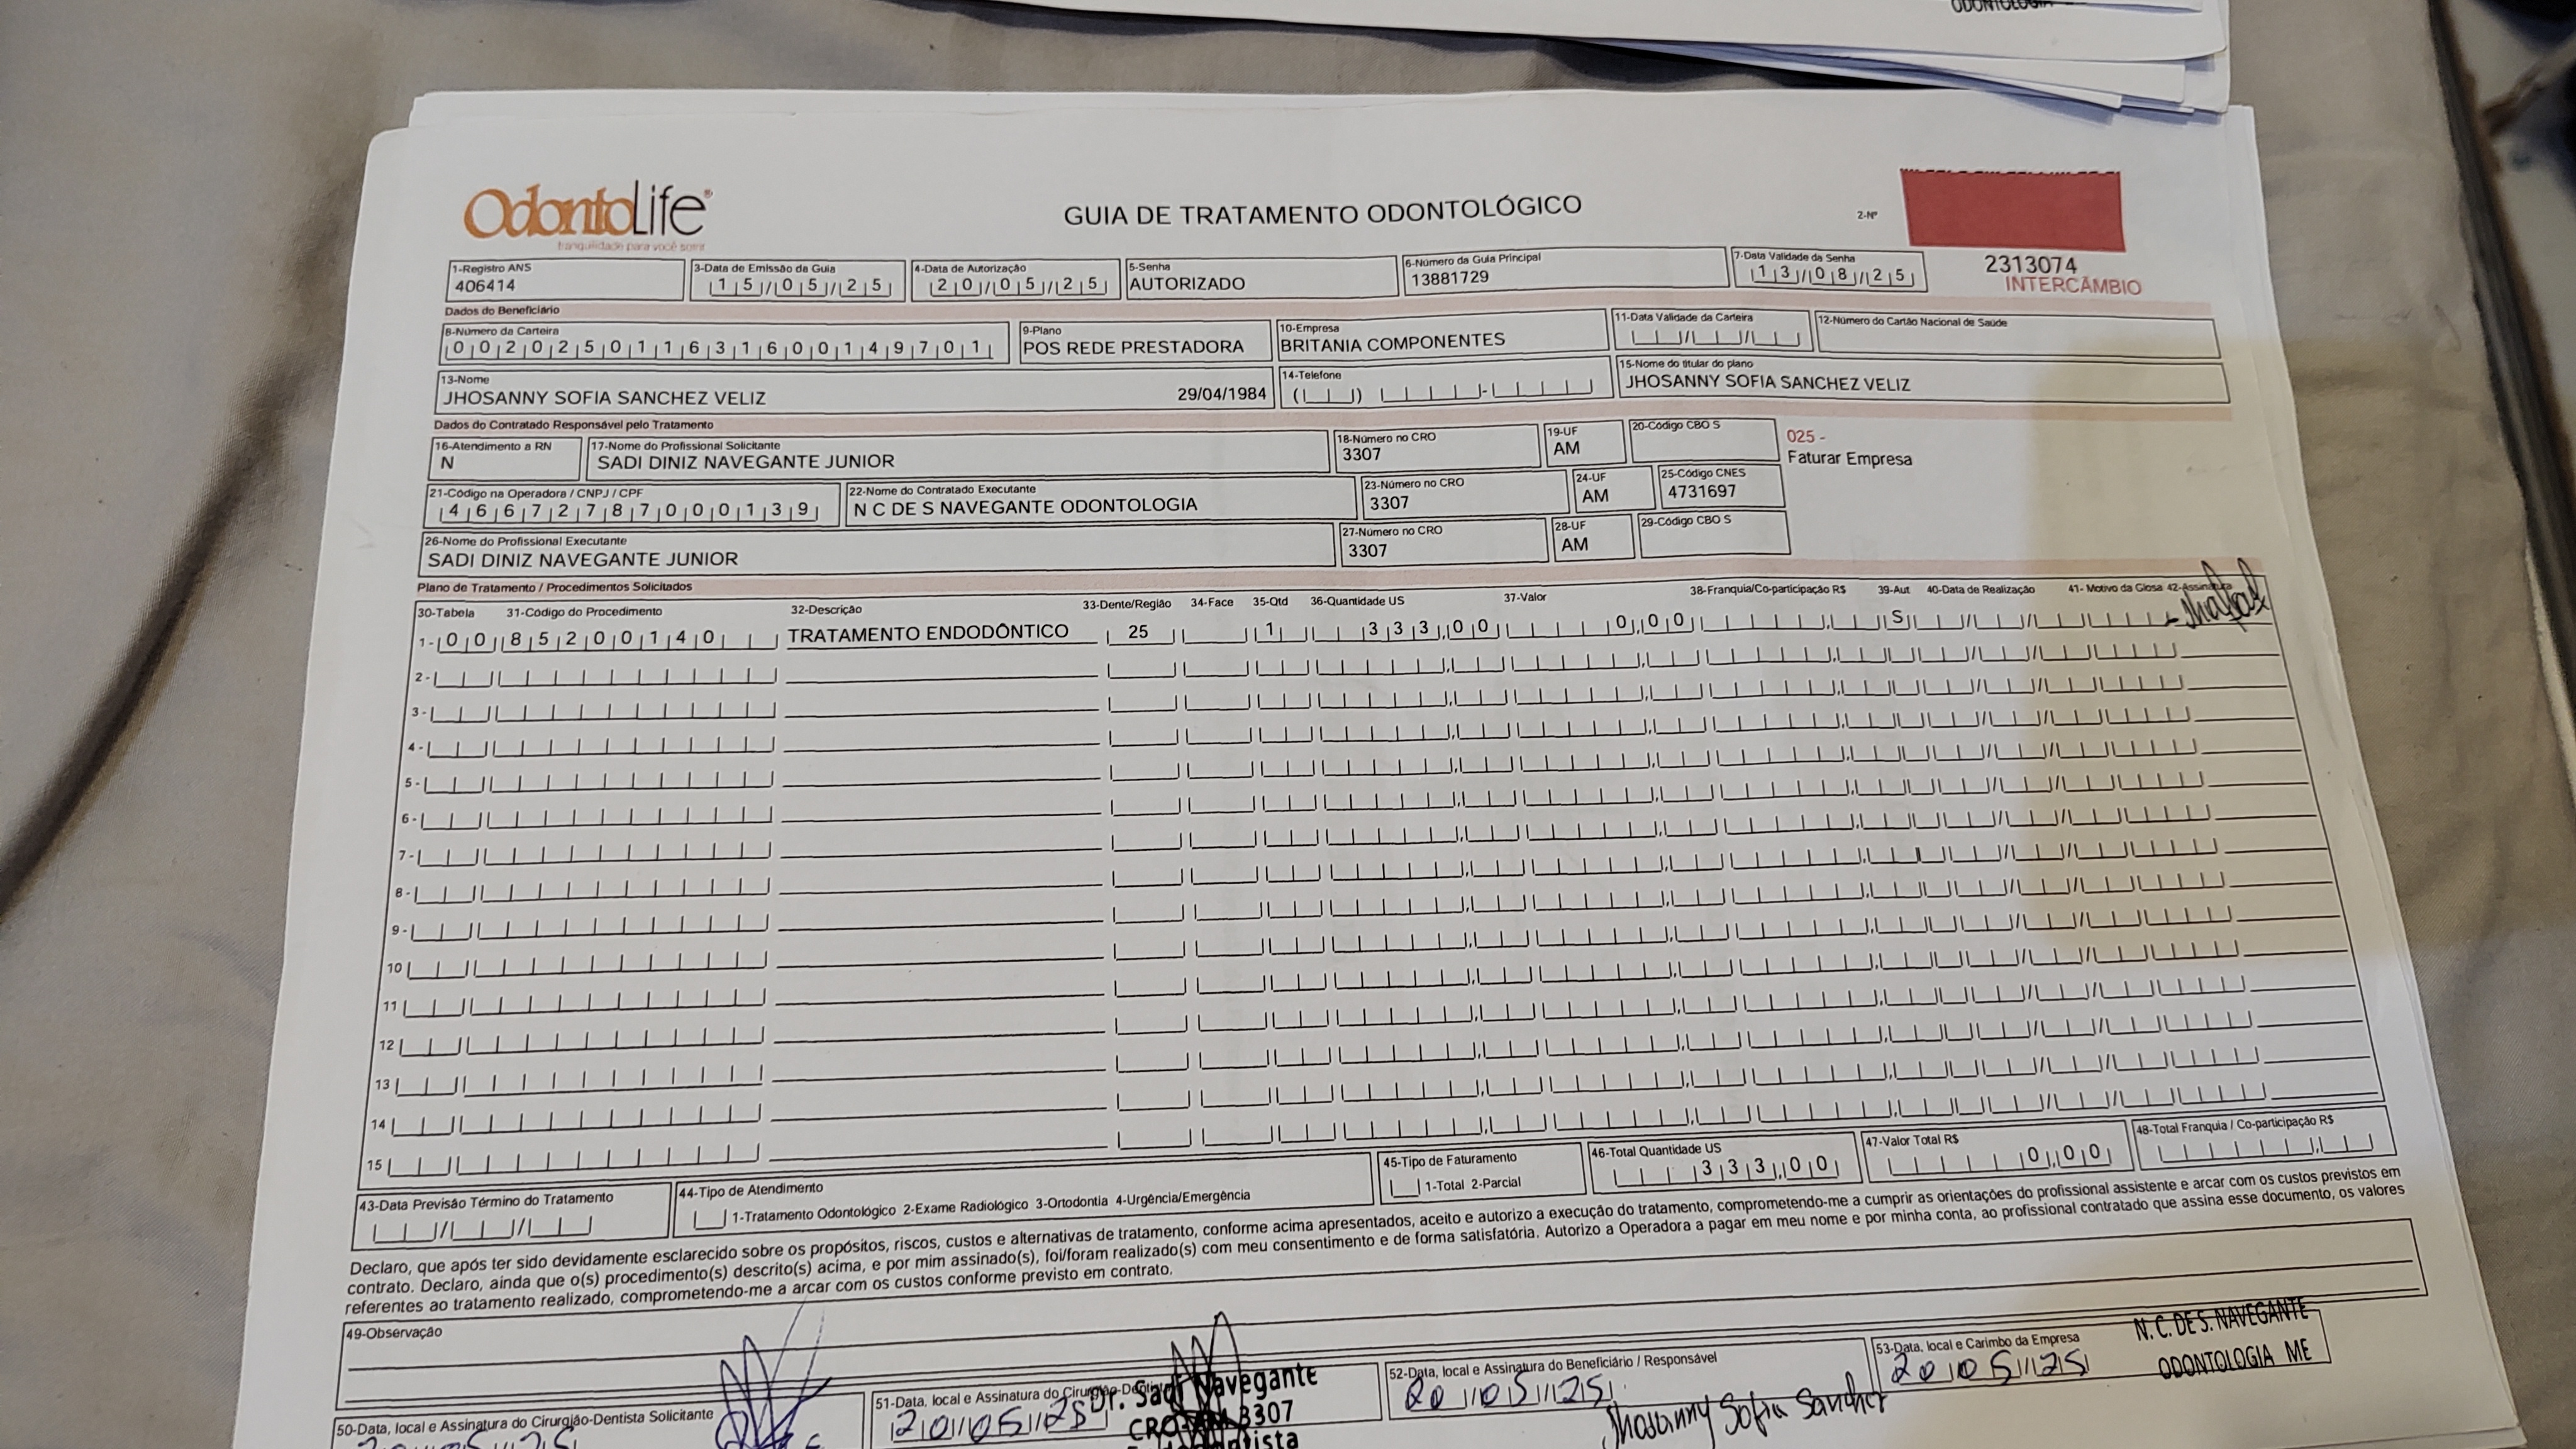 ODONTOLOGIA
OdontoLife®
tranquilidade para você sorrir
GUIA DE TRATAMENTO ODONTOLÓGICO
2-Nº
2313074
INTERCÂMBIO
1-Registro ANS
406414
3-Data de Emissão da Guia
15/05/25
4-Data de Autorização
20/05/25
5-Senha
AUTORIZADO
6-Número da Guia Principal
13881729
7-Data Validade da Senha
13/08/25
Dados do Beneficiário
8-Número da Carteira
00202501163160014970 1
9-Plano
POS REDE PRESTADORA
10-Empresa
BRITANIA COMPONENTES
11-Data Validade da Carteira
12-Número do Cartão Nacional de Saúde
13-Nome
JHOSANNY SOFIA SANCHEZ VELIZ 29/04/1984
14-Telefone
15-Nome do titular do plano
JHOSANNY SOFIA SANCHEZ VELIZ
Dados do Contratado Responsável pelo Tratamento
16-Atendimento a RN
N
17-Nome do Profissional Solicitante
SADI DINIZ NAVEGANTE JUNIOR
18-Número no CRO
3307
19-UF
AM
20-Código CBO S
025 -
Faturar Empresa
21-Código na Operadora / CNPJ / CPF
46672787000139
22-Nome do Contratado Executante
N C DE S NAVEGANTE ODONTOLOGIA
23-Número no CRO
3307
24-UF
AM
25-Código CNES
4731697
26-Nome do Profissional Executante
SADI DINIZ NAVEGANTE JUNIOR
27-Número no CRO
3307
28-UF
AM
29-Código CBO S
Plano de Tratamento / Procedimentos Solicitados
30-Tabela 31-Código do Procedimento 32-Descrição 33-Dente/Região 34-Face 35-Qtd 36-Quantidade US 37-Valor 38-Franquia/Co-participação R$ 39-Aut 40-Data de Realização 41- Motivo da Glosa 42-Assinatura
1- 00 85200140 TRATAMENTO ENDODÔNTICO 25 1 333,00 0,00 S
2-
3-
4-
5-
6-
7-
8-
9-
10
11
12
13
14
15
43-Data Previsão Término do Tratamento
44-Tipo de Atendimento
1-Tratamento Odontológico 2-Exame Radiológico 3-Ortodontia 4-Urgência/Emergência
45-Tipo de Faturamento
1-Total 2-Parcial
46-Total Quantidade US
333,00
47-Valor Total R$
0,00
48-Total Franquia / Co-participação R$
Declaro, que após ter sido devidamente esclarecido sobre os propósitos, riscos, custos e alternativas de tratamento, conforme acima apresentados, aceito e autorizo a execução do tratamento, comprometendo-me a cumprir as orientações do profissional assistente e arcar com os custos previstos em
contrato. Declaro, ainda que o(s) procedimento(s) descrito(s) acima, e por mim assinado(s), foi/foram realizado(s) com meu consentimento e de forma satisfatória. Autorizo a Operadora a pagar em meu nome e por minha conta, ao profissional contratado que assina esse documento, os valores
referentes ao tratamento realizado, comprometendo-me a arcar com os custos conforme previsto em contrato.
49-Observação
50-Data, local e Assinatura do Cirurgião-Dentista Solicitante
20/05/25
51-Data, local e Assinatura do Cirurgião-Dentista
20/05/25
Dr. Sadi Navegante
CRO-AM 3307
52-Data, local e Assinatura do Beneficiário / Responsável
20/05/25
Jhosanny Sofia Sanchez
53-Data, local e Carimbo da Empresa
20/05/25
N. C. DE S. NAVEGANTE
ODONTOLOGIA ME